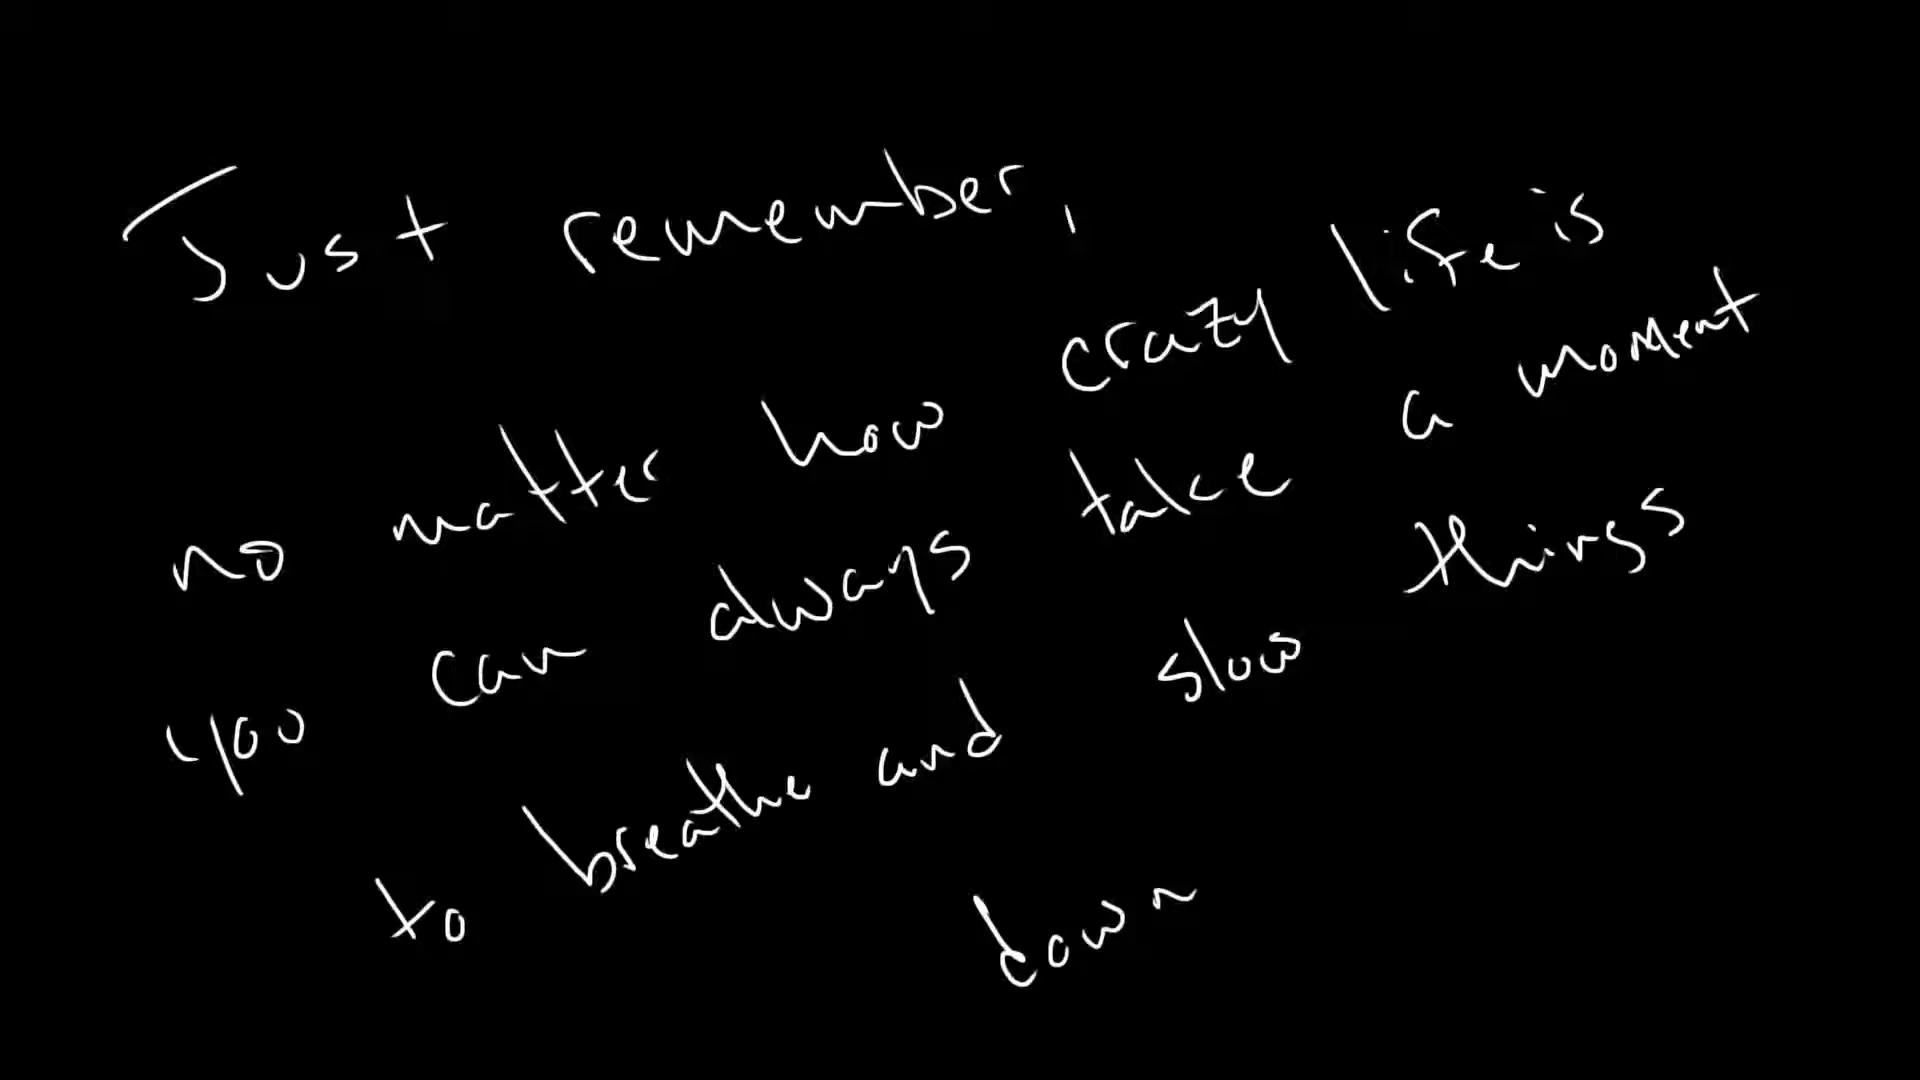 Just remember,
no matter how crazy life is
you can always take a moment
to breathe and slow things
down